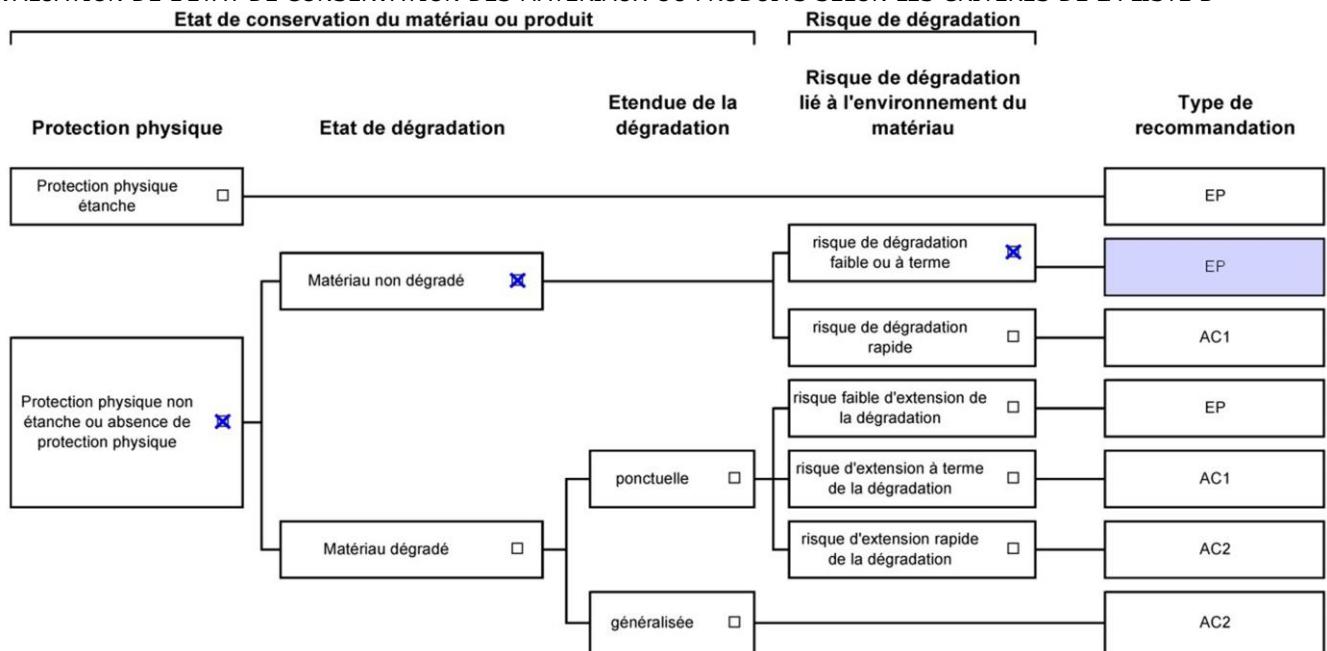 Etat de conservation du matériau ou produit
Risque de dégradation
Protection physique
Etat de dégradation
Etendue de la
dégradation
Risque de dégradation
lié à l'environnement du
matériau
Type de
recommandation
Protection physique
étanche
EP
risque de dégradation
faible ou à terme
EP
Matériau non dégradé
risque de dégradation
rapide
AC1
Protection physique non
étanche ou absence de
protection physique
risque faible d'extension de
la dégradation
EP
ponctuelle
risque d'extension à terme
de la dégradation
AC1
Matériau dégradé
risque d'extension rapide
de la dégradation
AC2
généralisée
AC2